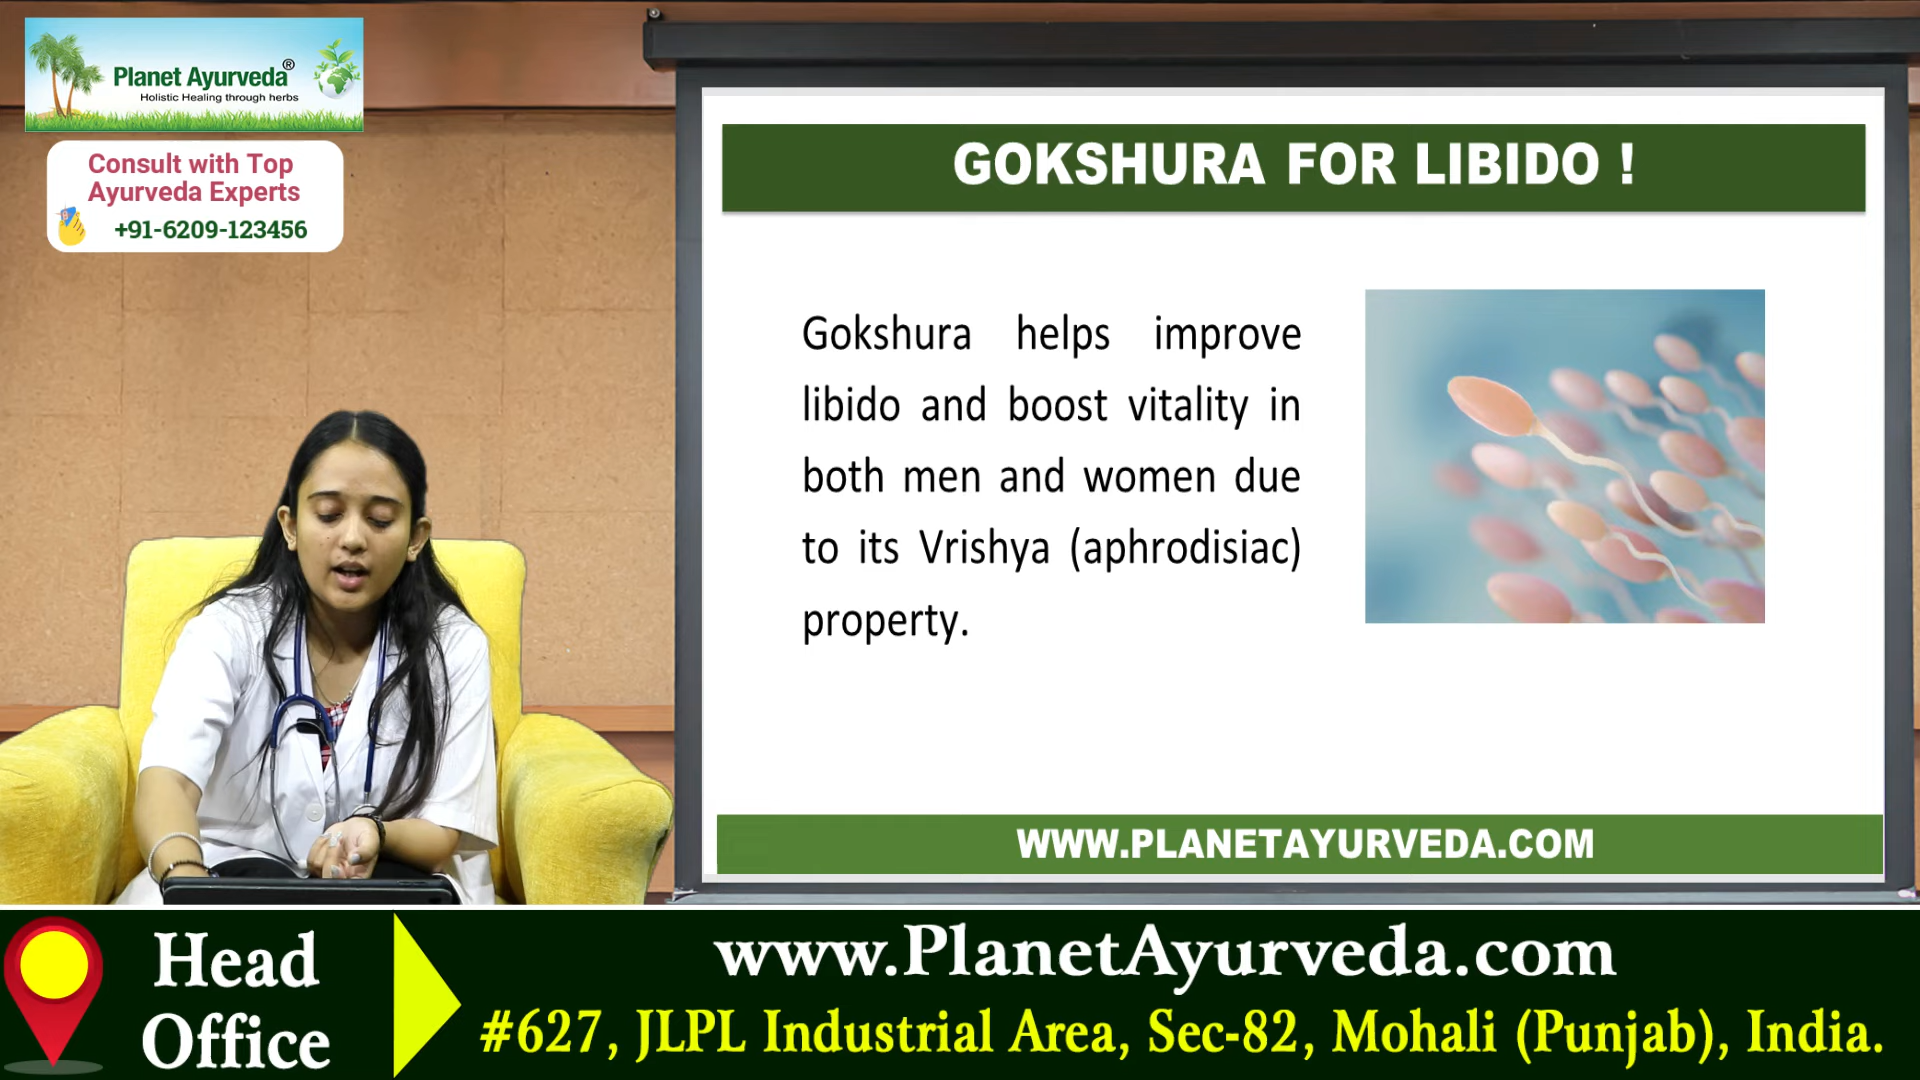 Planet Ayurveda®
Holistic Healing through herbs
Consult with Top
Ayurveda Experts
+91-6209-123456
GOKSHURA FOR LIBIDO !
Gokshura helps improve
libido and boost vitality in
both men and women due
to its Vrishya (aphrodisiac)
property.
WWW.PLANETAYURVEDA.COM
Head
Office
www.PlanetAyurveda.com
#627, JLPL Industrial Area, Sec-82, Mohali (Punjab), India.